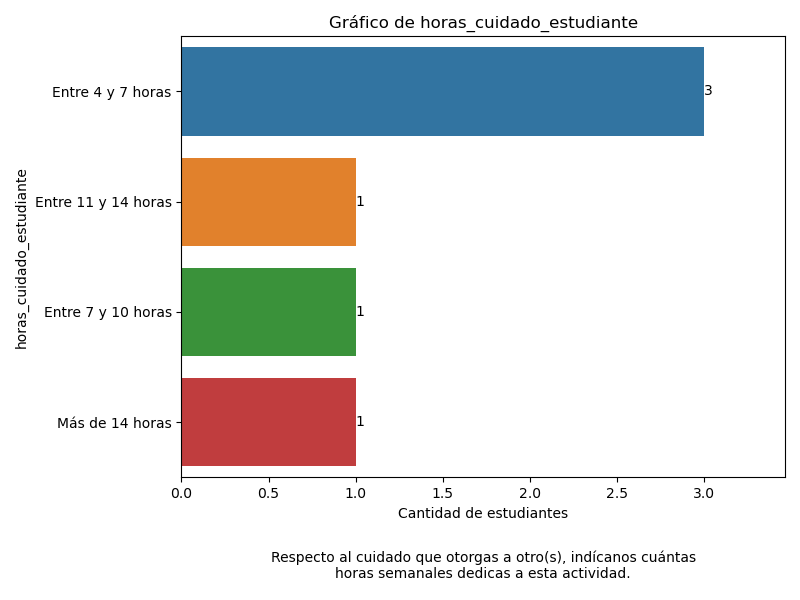 Gráfico de horas_cuidado_estudiante
Entre 4 y 7 horas
3
Entre 11 y 14 horas
1
Entre 7 y 10 horas
1
Más de 14 horas
1
horas_cuidado_estudiante
0.0 0.5 1.0 1.5 2.0 2.5 3.0
Cantidad de estudiantes
Respecto al cuidado que otorgas a otro(s), indícanos cuántas
horas semanales dedicas a esta actividad.